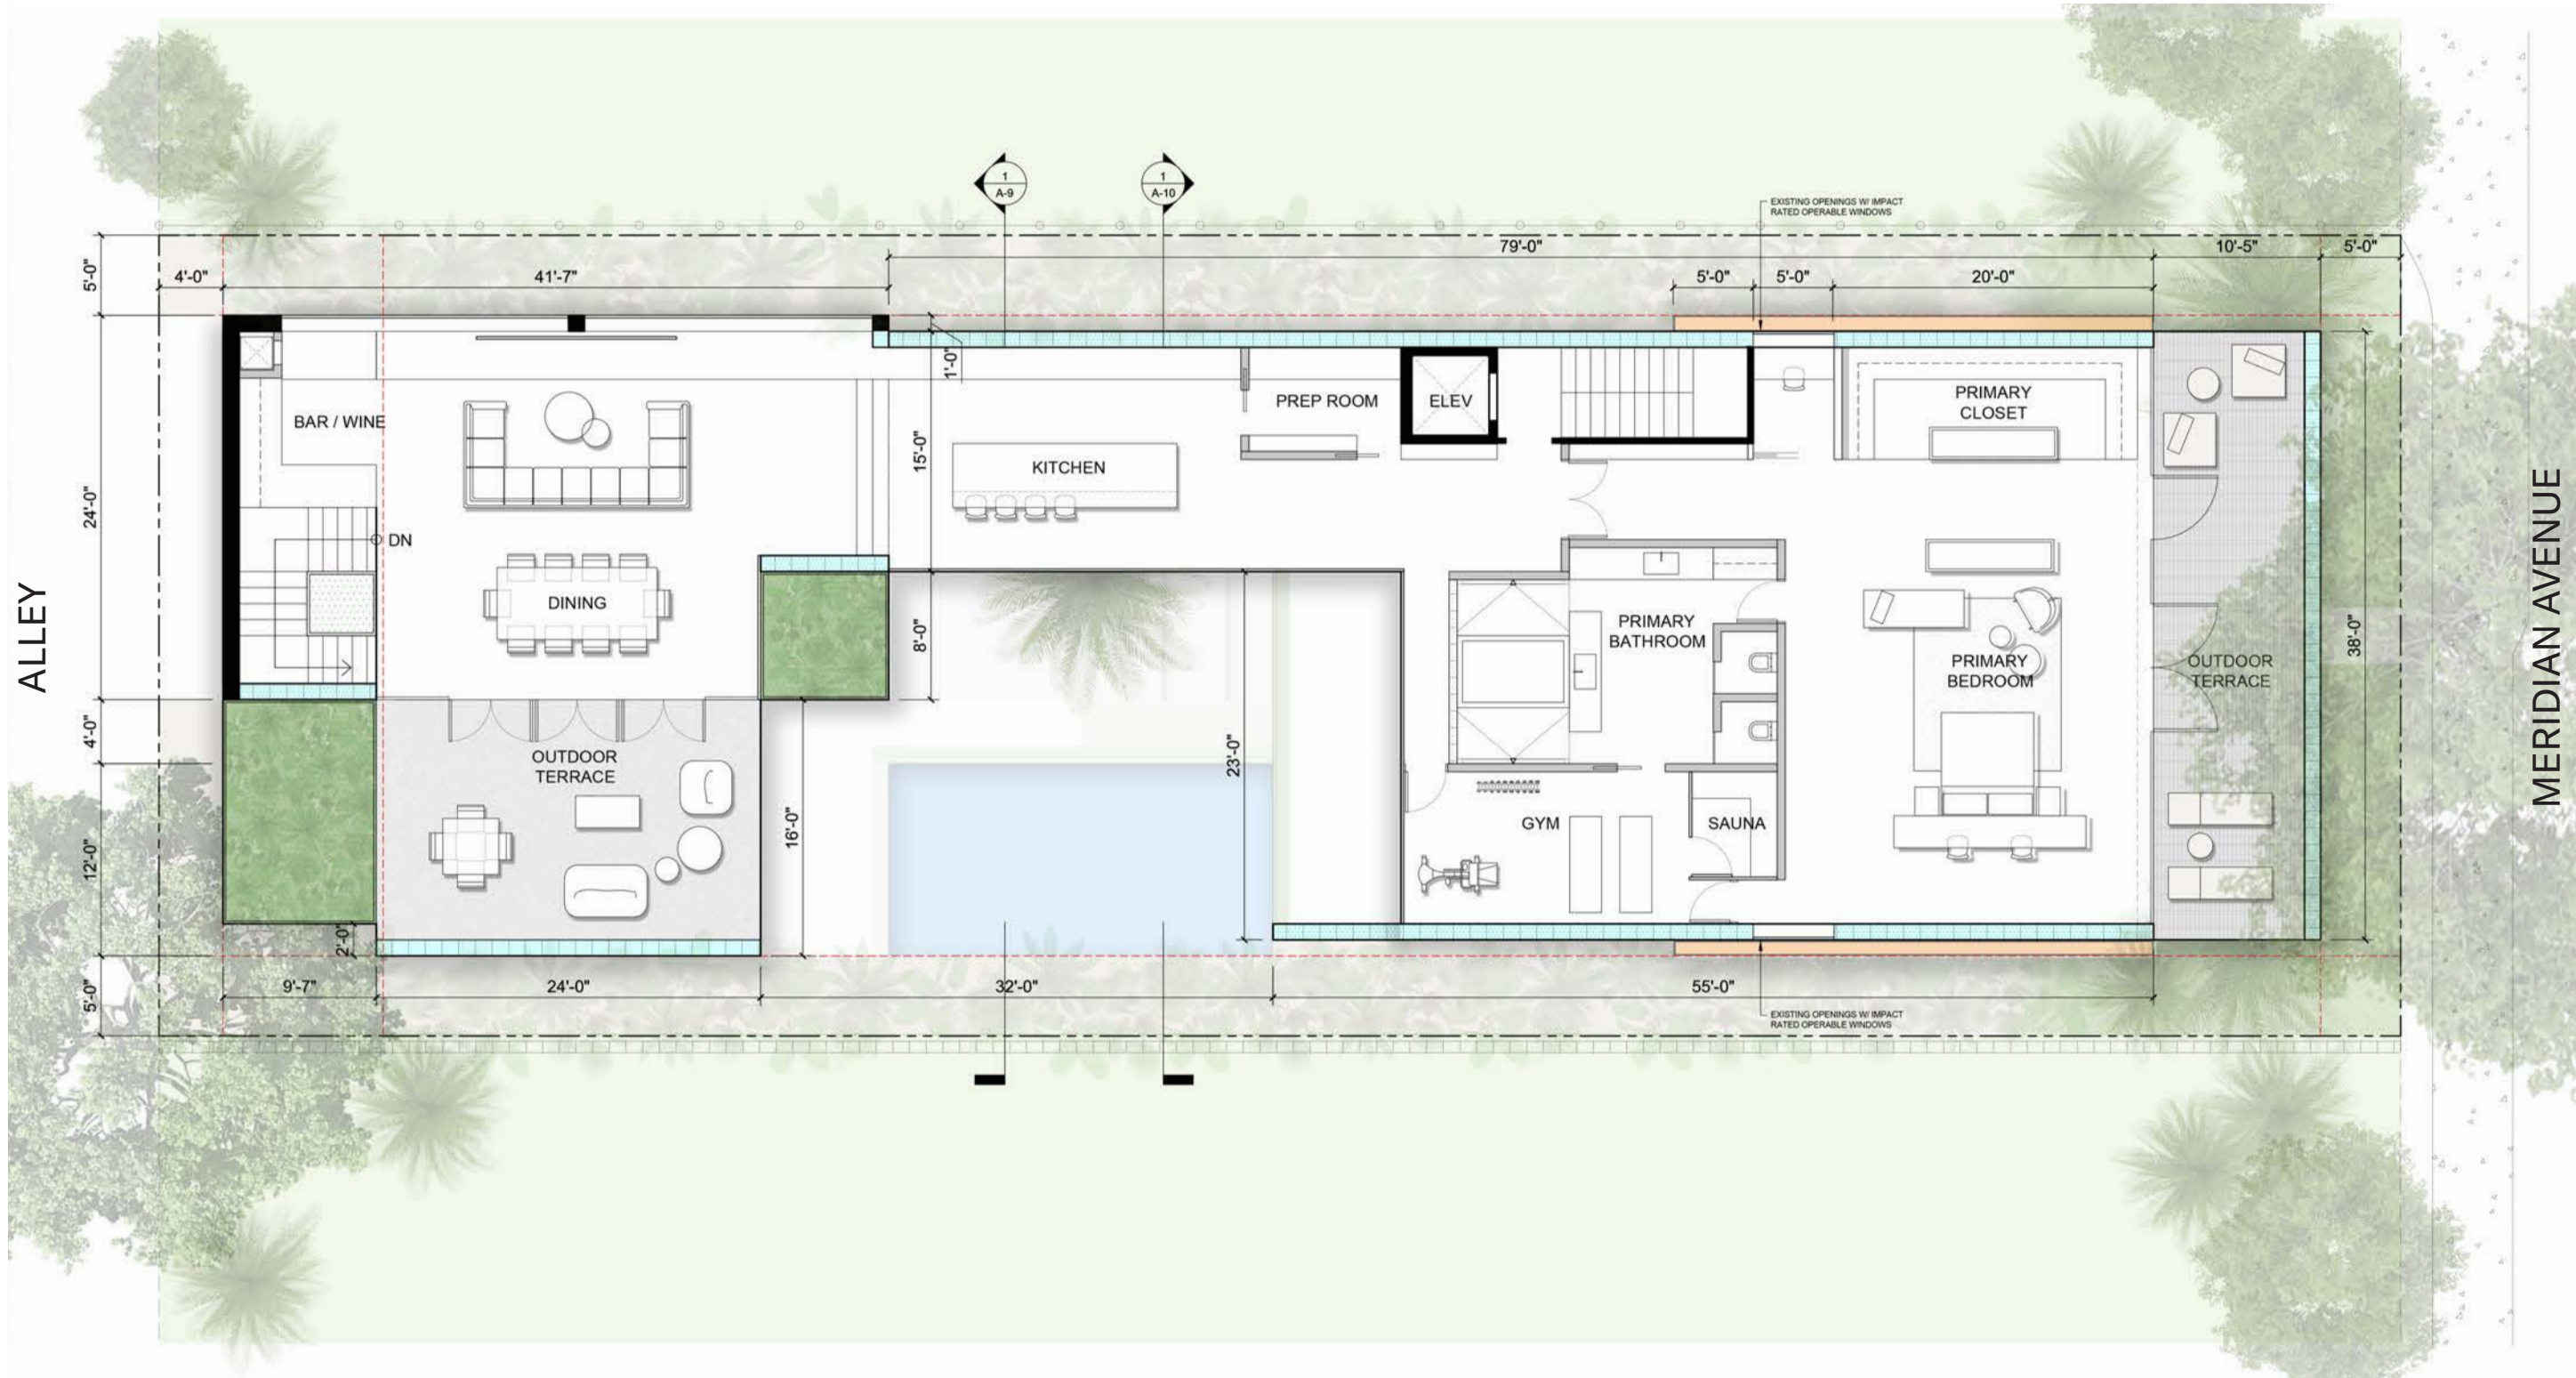 1
A-9
1
A-10
EXISTING OPENINGS W/ IMPACT
RATED OPERABLE WINDOWS
79'-0"
10'-5"
5'-0"
5'-0"
4'-0"
41'-7"
5'-0"
5'-0"
20'-0"
1'-0"
BAR / WINE
PREP ROOM
ELEV
PRIMARY
CLOSET
15'-0"
KITCHEN
24'-0"
DN
DINING
8'-0"
PRIMARY
BATHROOM
PRIMARY
BEDROOM
OUTDOOR
TERRACE
38'-0"
ALLEY
MERIDIAN AVENUE
4'-0"
OUTDOOR
TERRACE
23'-0"
16'-0"
GYM
SAUNA
12'-0"
2'-0"
5'-0"
9'-7"
24'-0"
32'-0"
55'-0"
EXISTING OPENINGS W/ IMPACT
RATED OPERABLE WINDOWS